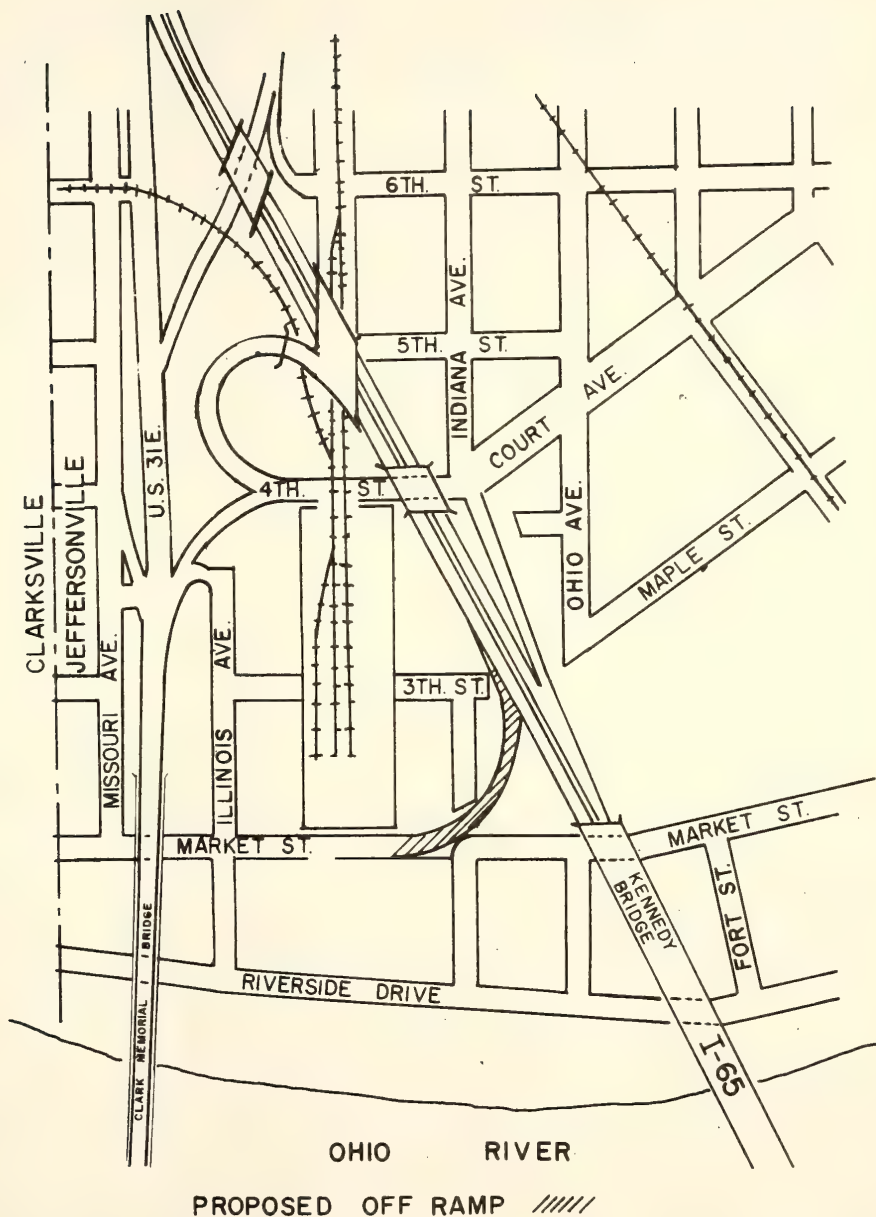 6TH. ST.
5TH. ST.
INDIANA AVE.
COURT AVE.
U.S. 31E.
4TH. ST.
OHIO AVE.
MAPLE ST.
CLARKSVILLE
JEFFERSONVILLE
MISSOURI AVE.
ILLINOIS AVE.
3TH. ST.
MARKET ST.
MARKET ST.
KENNEDY
BRIDGE
FORT ST.
CLARK MEMORIAL BRIDGE
RIVERSIDE DRIVE
I-65
OHIO RIVER
PROPOSED OFF RAMP